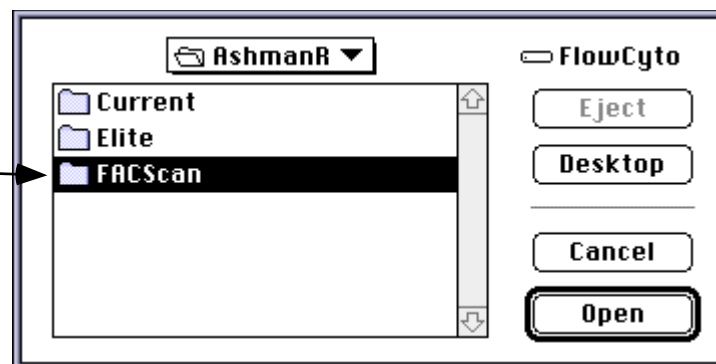 AshmanR
FlowCyto
Current
Elite
FACScan
Eject
Desktop
Cancel
Open